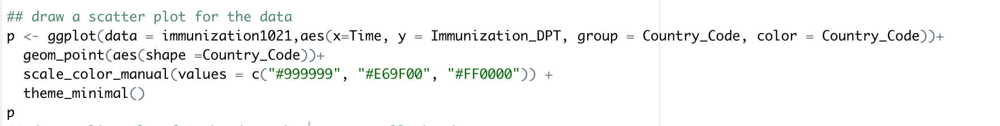 ## draw a scatter plot for the data
p <- ggplot(data = immunization1021,aes(x=Time, y = Immunization_DPT, group = Country_Code, color = Country_Code))+
  geom_point(aes(shape =Country_Code))+
  scale_color_manual(values = c("#999999", "#E69F00", "#FF0000")) +
  theme_minimal()
p